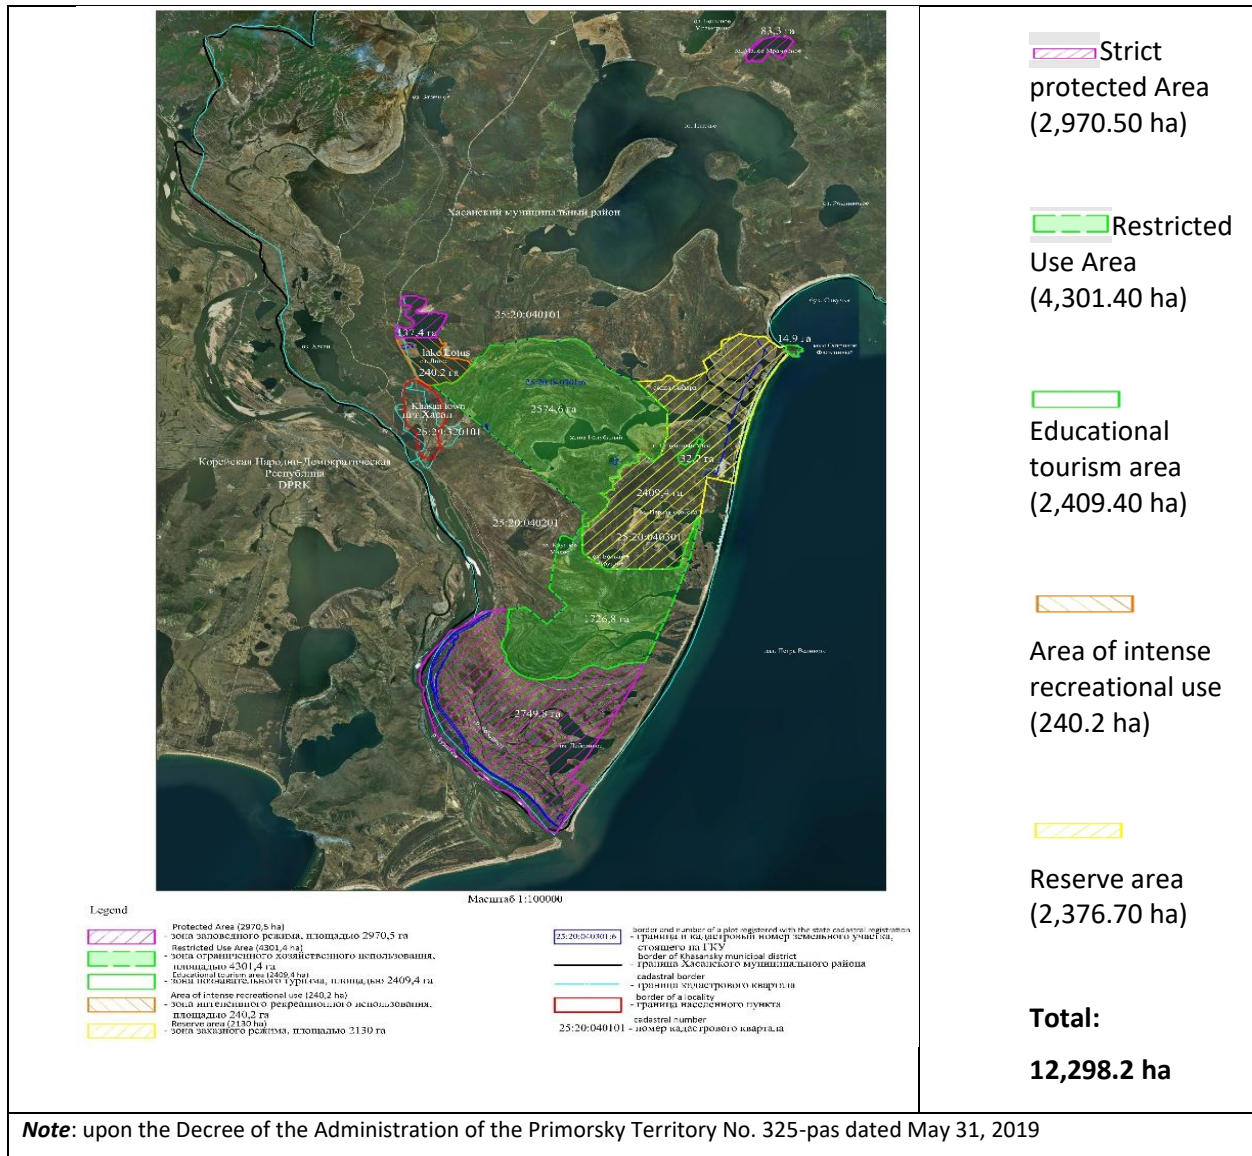 83,3 га
Хасанский муниципальный район
25:20:040101
14,9 га
lake Lotus
240.2 га
2574,6 га
Khasan town
пгт Хасан
Корейская Народно-Демократическая
Республика
DPRK
32,7 га
2409,4 га
25:20:040201
25:20:040301
2749,8 га
Масштаб 1:100000
Legend
Protected Area (2970,5 ha)
- зона заповедного режима, площадью 2970,5 га
Restricted Use Area (4301,4 ha)
- зона ограниченного хозяйственного использования,
площадью 4301,4 га
Educational tourism area (2409,4 ha)
- зона познавательного туризма, площадью 2409,4 га
Area of intense recreational use (240,2 ha)
- зона интенсивного рекреационного использования,
площадью 240,2 га
Reserve area (2130 ha)
- зона заказного режима, площадью 2130 га
border and number of a plot registered with the state cadastral registration
25:20:040301:6 - граница и кадастровый номер земельного участка,
стоящего на ГКУ
border of Khasansky municipal district
- граница Хасанского муниципального района
cadastral border
- граница кадастрового квартала
border of a locality
- граница населенного пункта
cadastral number
25:20:040101 - номер кадастрового квартала
Strict
protected Area
(2,970.50 ha)
Restricted
Use Area
(4,301.40 ha)
Educational
tourism area
(2,409.40 ha)
Area of intense
recreational use
(240.2 ha)
Reserve area
(2,376.70 ha)
Total:
12,298.2 ha
Note: upon the Decree of the Administration of the Primorsky Territory No. 325-pas dated May 31, 2019